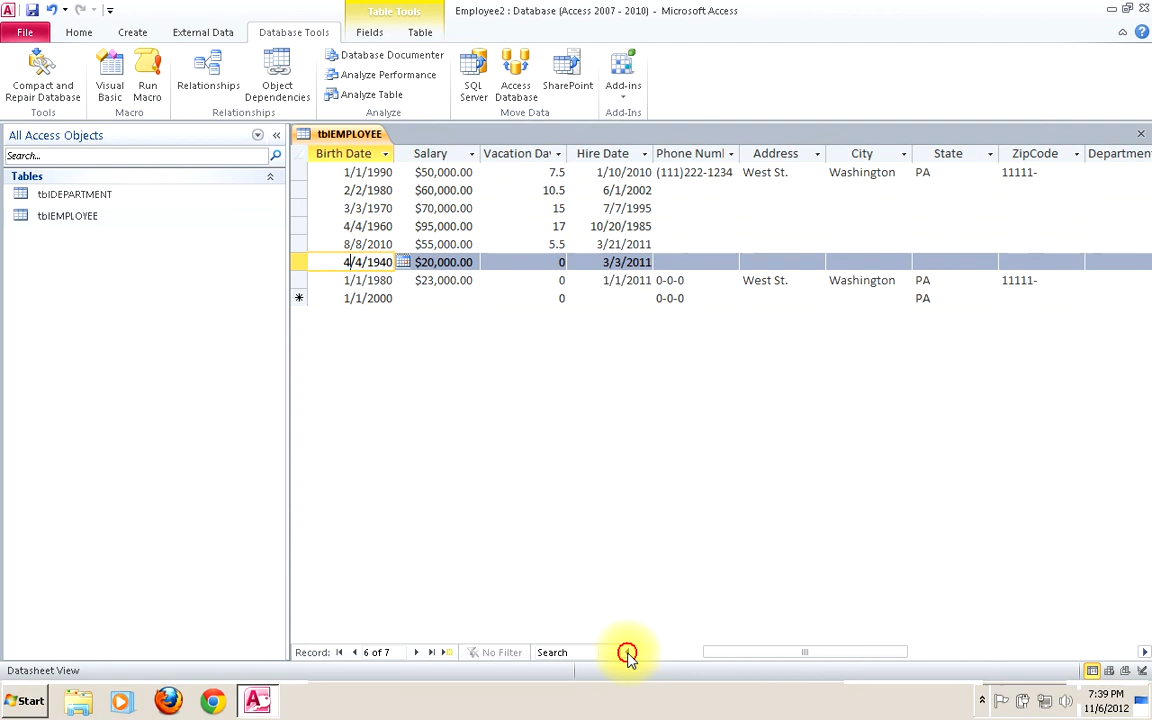 Table Tools
Employee2 : Database (Access 2007 - 2010) - Microsoft Access
File Home Create External Data Database Tools Fields Table
Compact and Repair Database
Visual Basic
Run Macro
Relationships
Object Dependencies
Database Documenter
Analyze Performance
Analyze Table
SQL Server
Access Database
SharePoint
Add-ins
Tools Macro Relationships Analyze Move Data Add-Ins
All Access Objects
Search...
Tables
tblDEPARTMENT
tblEMPLOYEE
tblEMPLOYEE
Birth Date Salary Vacation Day Hire Date Phone Numl Address City State ZipCode Departmen
1/1/1990 $50,000.00 7.5 1/10/2010 (111)222-1234 West St. Washington PA 11111-
2/2/1980 $60,000.00 10.5 6/1/2002
3/3/1970 $70,000.00 15 7/7/1995
4/4/1960 $95,000.00 17 10/20/1985
8/8/2010 $55,000.00 5.5 3/21/2011
4/4/1940 $20,000.00 0 3/3/2011
1/1/1980 $23,000.00 0 1/1/2011 0-0-0 West St. Washington PA 11111-
1/1/2000 0 0-0-0 PA
Record: 6 of 7 No Filter Search
Datasheet View
Start
7:39 PM
11/6/2012